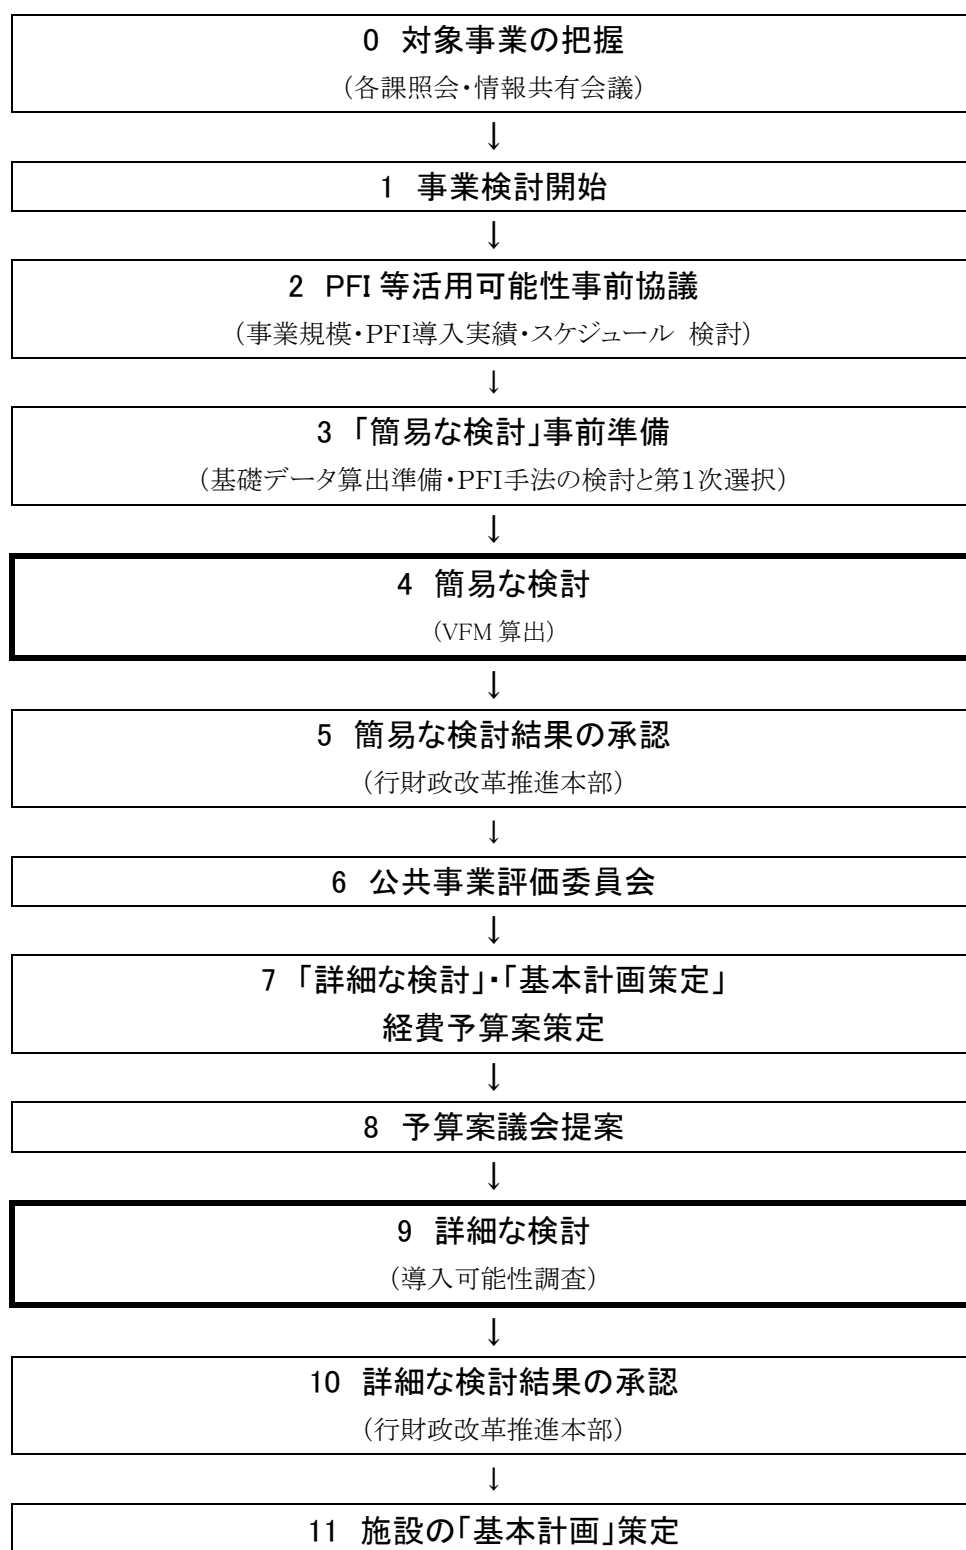 0 対象事業の把握
(各課照会・情報共有会議)
↓
1 事業検討開始
↓
2 PFI 等活用可能性事前協議
(事業規模・PFI導入実績・スケジュール 検討)
↓
3 「簡易な検討」事前準備
(基礎データ算出準備・PFI手法の検討と第1次選択)
↓
4 簡易な検討
(VFM 算出)
↓
5 簡易な検討結果の承認
(行財政改革推進本部)
↓
6 公共事業評価委員会
↓
7 「詳細な検討」・「基本計画策定」
経費予算案策定
↓
8 予算案議会提案
↓
9 詳細な検討
(導入可能性調査)
↓
10 詳細な検討結果の承認
(行財政改革推進本部)
↓
11 施設の「基本計画」策定